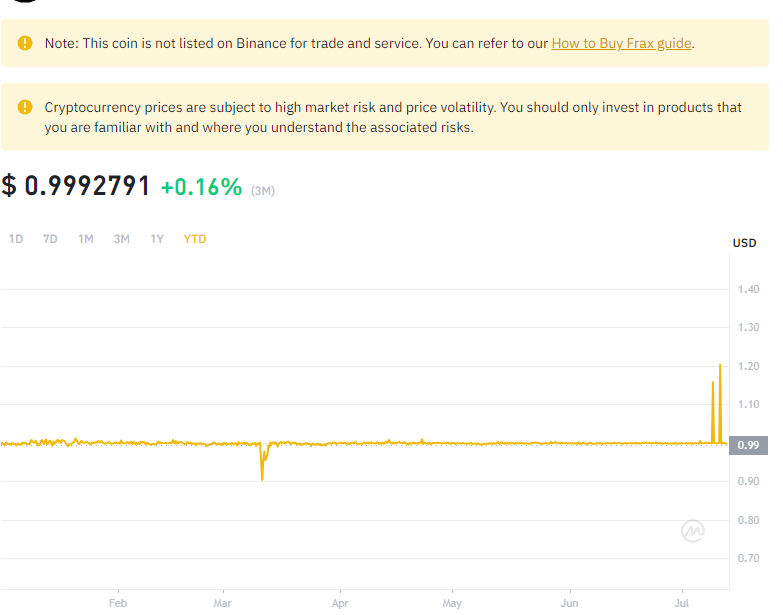 Note: This coin is not listed on Binance for trade and service. You can refer to our How to Buy Frax guide.
Cryptocurrency prices are subject to high market risk and price volatility. You should only invest in products that
you are familiar with and where you understand the associated risks.
$ 0.9992791 +0.16% (3M)
1D 7D 1M 3M 1Y YTD
USD
1.40
1.30
1.20
1.10
0.99
0.90
0.80
0.70
Feb Mar Apr May Jun Jul